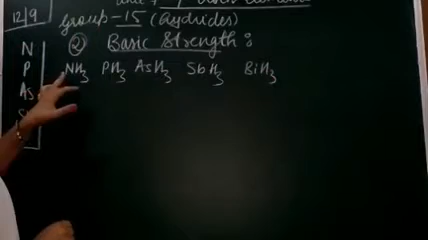 12/9
Group-15 (Hydrides)
② Basic Strength :
NH3 PH3 AsH3 SbH3 BiH3
N
P
As